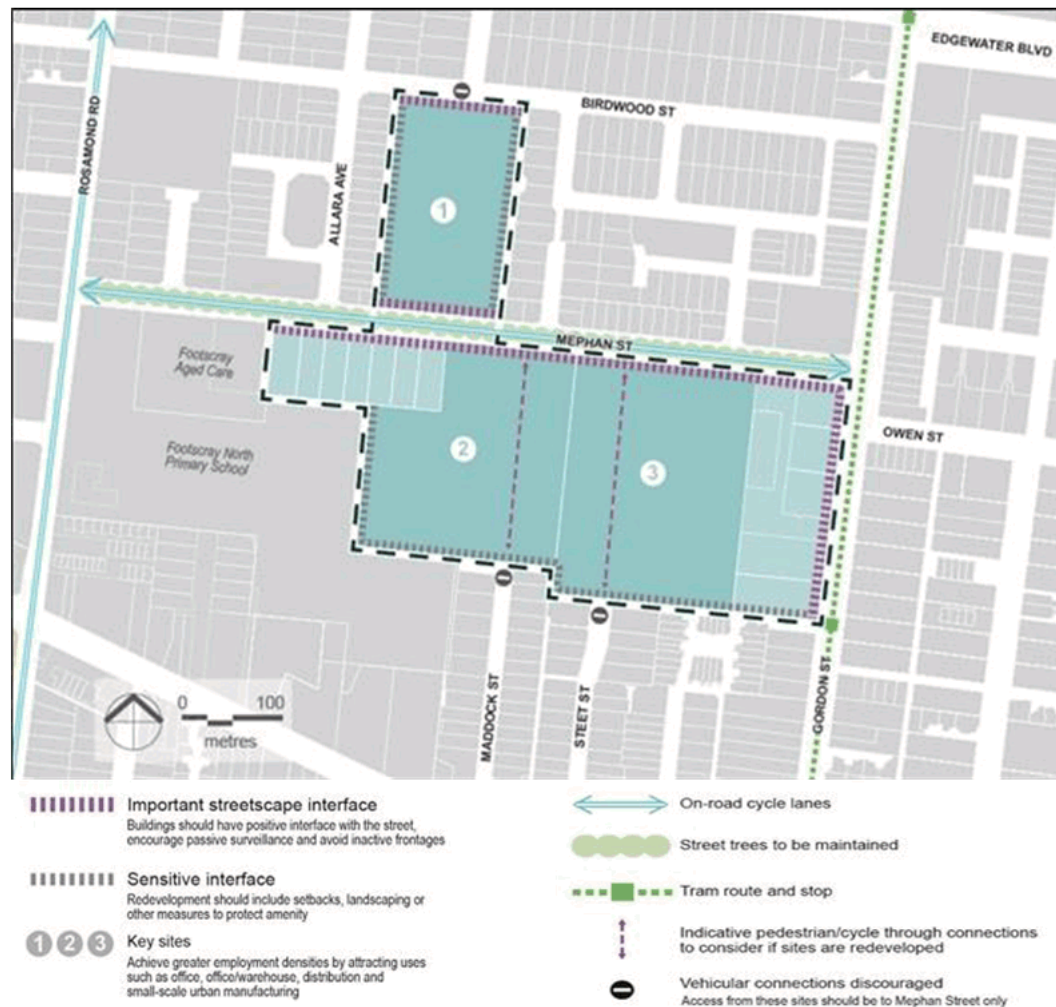 EDGEWATER BLVD
BIRDWOOD ST
ROSAMOND RD
ALLARA AVE
1
MEPHAN ST
Footscray
Aged Care
OWEN ST
Footscray North
Primary School
2
3
0 100
metres
MADDOCK ST
STEET ST
GORDON ST
Important streetscape interface
Buildings should have positive interface with the street,
encourage passive surveillance and avoid inactive frontages
Sensitive interface
Redevelopment should include setbacks, landscaping or
other measures to protect amenity
1 2 3 Key sites
Achieve greater employment densities by attracting uses
such as office, office/warehouse, distribution and
small-scale urban manufacturing
On-road cycle lanes
Street trees to be maintained
Tram route and stop
Indicative pedestrian/cycle through connections
to consider if sites are redeveloped
Vehicular connections discouraged
Access from these sites should be to Mephan Street only